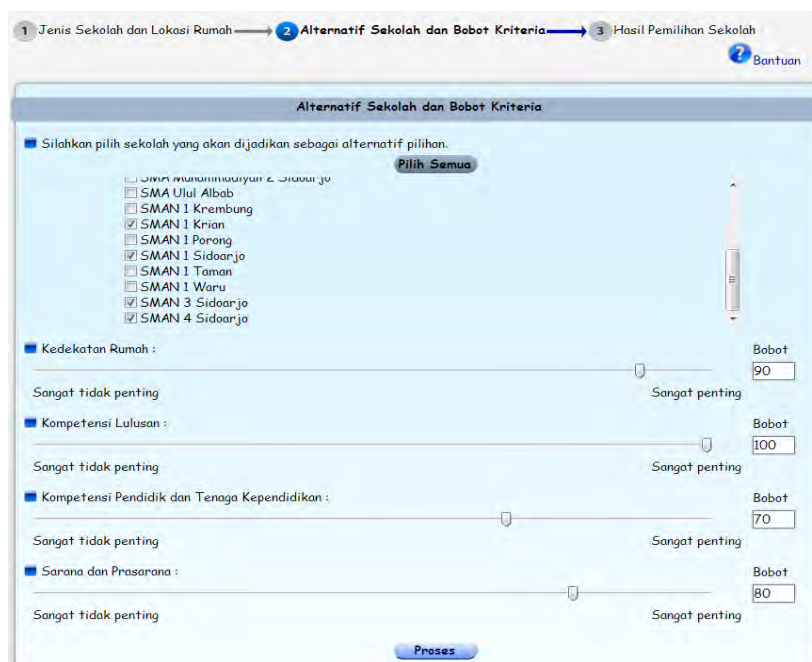 1 Jenis Sekolah dan Lokasi Rumah 2 Alternatif Sekolah dan Bobot Kriteria 3 Hasil Pemilihan Sekolah
? Bantuan
Alternatif Sekolah dan Bobot Kriteria
Silahkan pilih sekolah yang akan dijadikan sebagai alternatif pilihan.
Pilih Semua
SMA Muhammadiyah 2 Sidoarjo
SMA Ulul Albab
SMAN 1 Krembung
SMAN 1 Krian
SMAN 1 Porong
SMAN 1 Sidoarjo
SMAN 1 Taman
SMAN 1 Waru
SMAN 3 Sidoarjo
SMAN 4 Sidoarjo
Kedekatan Rumah : Bobot
90
Sangat tidak penting Sangat penting
Kompetensi Lulusan : Bobot
100
Sangat tidak penting Sangat penting
Kompetensi Pendidik dan Tenaga Kependidikan : Bobot
70
Sangat tidak penting Sangat penting
Sarana dan Prasarana : Bobot
80
Sangat tidak penting Sangat penting
Proses